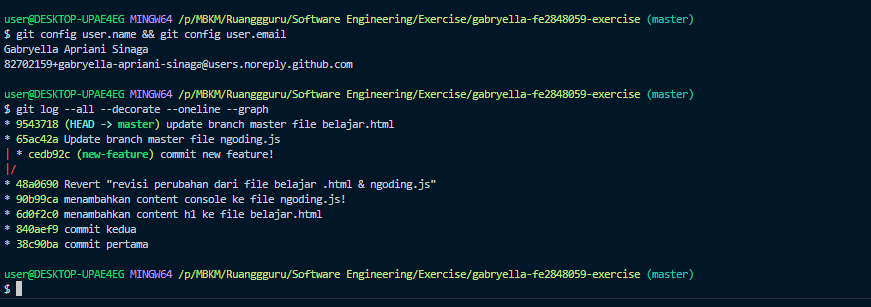 user@DESKTOP-UPAE4EG MINGW64 /p/MBKM/Ruanggguru/Software Engineering/Exercise/gabryella-fe2848059-exercise (master)
$ git config user.name && git config user.email
Gabryella Apriani Sinaga
82702159+gabryella-apriani-sinaga@users.noreply.github.com
user@DESKTOP-UPAE4EG MINGW64 /p/MBKM/Ruanggguru/Software Engineering/Exercise/gabryella-fe2848059-exercise (master)
$ git log --all --decorate --oneline --graph
* 9543718 (HEAD -> master) update branch master file belajar.html
* 65ac42a Update branch master file ngoding.js
| * cedb92c (new-feature) commit new feature!
|/
* 48a0690 Revert "revisi perubahan dari file belajar .html & ngoding.js"
* 90b99ca menambahkan content console ke file ngoding.js!
* 6d0f2c0 menambahkan content h1 ke file belajar.html
* 840aef9 commit kedua
* 38c90ba commit pertama
user@DESKTOP-UPAE4EG MINGW64 /p/MBKM/Ruanggguru/Software Engineering/Exercise/gabryella-fe2848059-exercise (master)
$